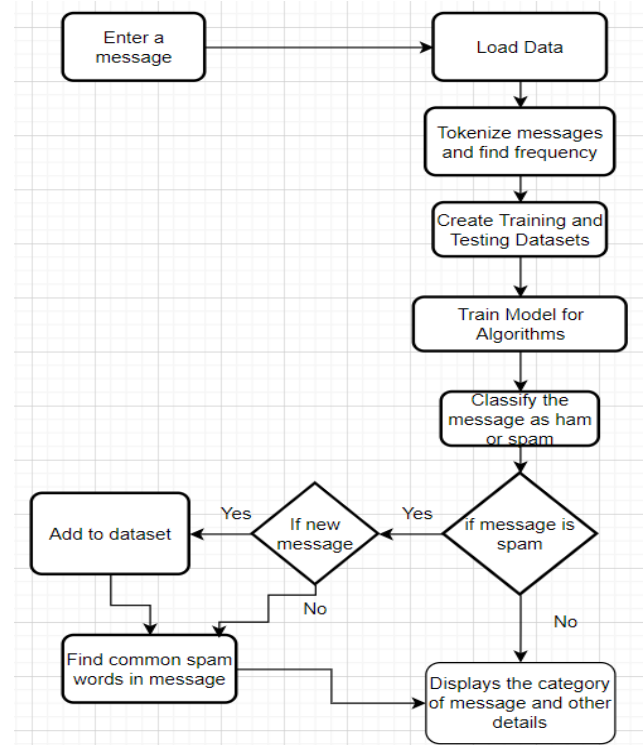 Enter a
message
Load Data
Tokenize messages
and find frequency
Create Training and
Testing Datasets
Train Model for
Algorithms
Classify the
message as ham
or spam
if message is
spam
Yes
If new
message
Yes
Add to dataset
No
No
Find common spam
words in message
Displays the category
of message and other
details